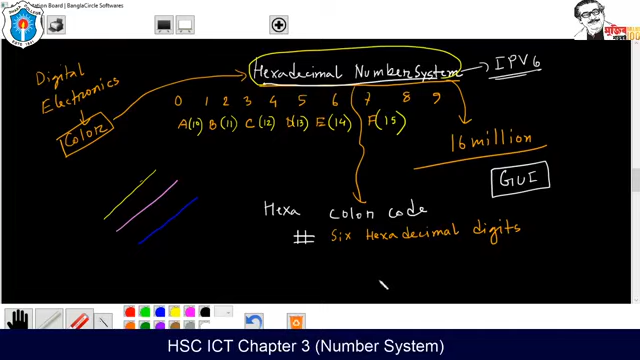 Annotation Board | BanglaCircle Softwares
Digital
Electronics
Color
Hexadecimal Number System
IPV6
0 1 2 3 4 5 6 7 8 9
A(10) B(11) C(12) D(13) E(14) F(15)
16 million
GUI
Hexa Color Code
# Six Hexadecimal digits
HSC ICT Chapter 3 (Number System)